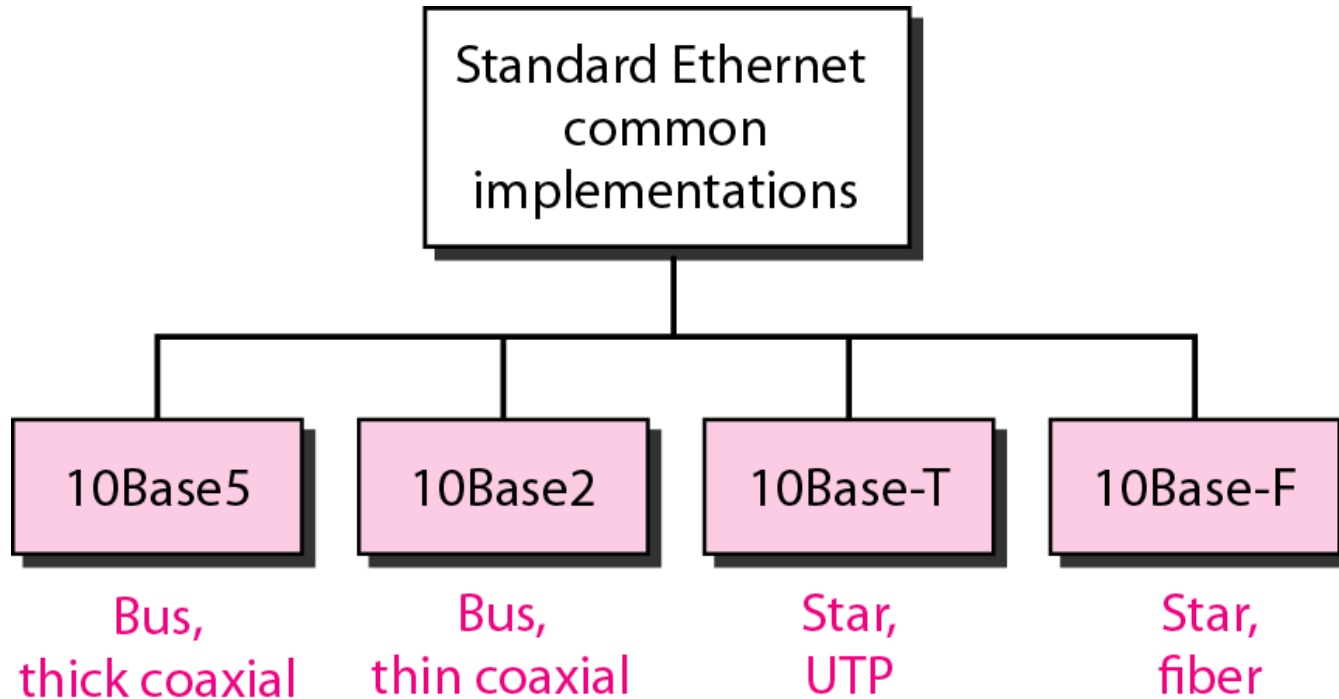 Standard Ethernet
common
implementations
10Base5
10Base2
10Base-T
10Base-F
Bus,
thick coaxial
Bus,
thin coaxial
Star,
UTP
Star,
fiber